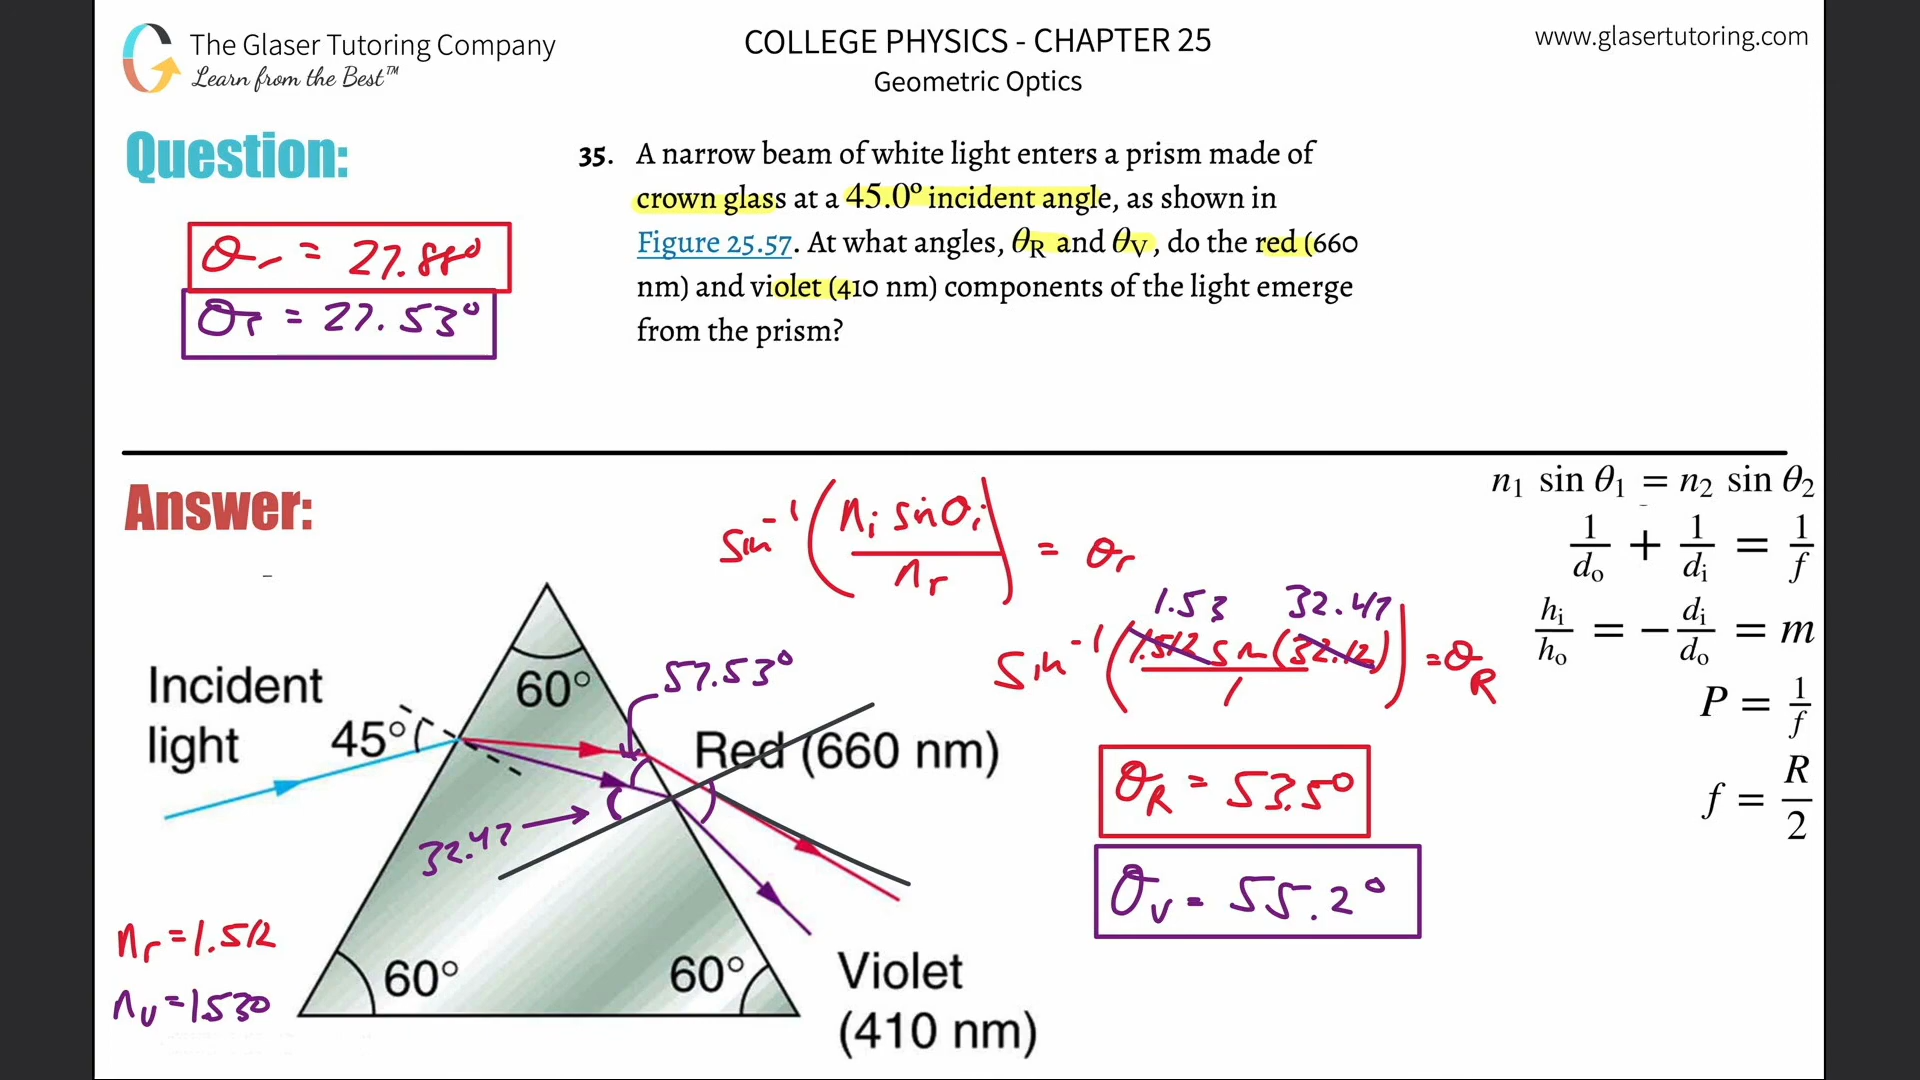 The Glaser Tutoring Company
Learn from the Best™
COLLEGE PHYSICS - CHAPTER 25
Geometric Optics
www.glasertutoring.com
Question:
θr = 27.88°
θr = 27.53°
35. A narrow beam of white light enters a prism made of
crown glass at a 45.0° incident angle, as shown in
Figure 25.57. At what angles, θR and θV, do the red (660
nm) and violet (410 nm) components of the light emerge
from the prism?
Answer:
sin⁻¹(ni sinθi / nr) = θr
1.53 32.47
sin⁻¹(1.512 sin(32.12) / 1) = θR
θR = 53.5°
θV = 55.2°
n₁ sin θ₁ = n₂ sin θ₂
1/do + 1/di = 1/f
hi/ho = −di/do = m
P = 1/f
f = R/2
Incident
light
45°
60°
57.53°
Red (660 nm)
32.47
nr = 1.512
nv = 1.530
60°
60°
Violet
(410 nm)